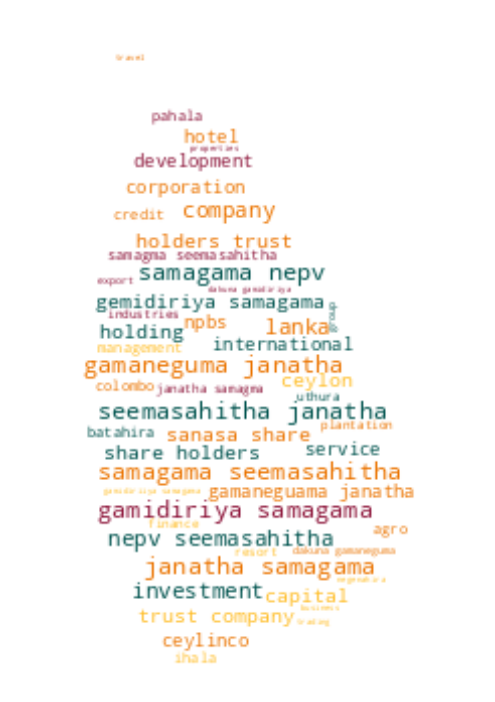 travel
pahala
hotel
properties
development
corporation
credit company
holders trust
samagma seemasahitha
samagama nepv
export
dakuna gamidiriya
gemidiriya samagama
group
industries
npbs
holding
lanka
international
management
gamaneguma janatha
ceylon
colombo
janatha samagma
uthura
seemasahitha janatha
plantation
batahira
sanasa share
share holders
service
samagama seemasahitha
gamidiriya samagama
gamaneguama janatha
gamidiriya samagama
finance
agro
nepv seemasahitha
resort
dakuna gamaneguma
janatha samagama
investment
capital
business
trust company
trading
ceylinco
ihala